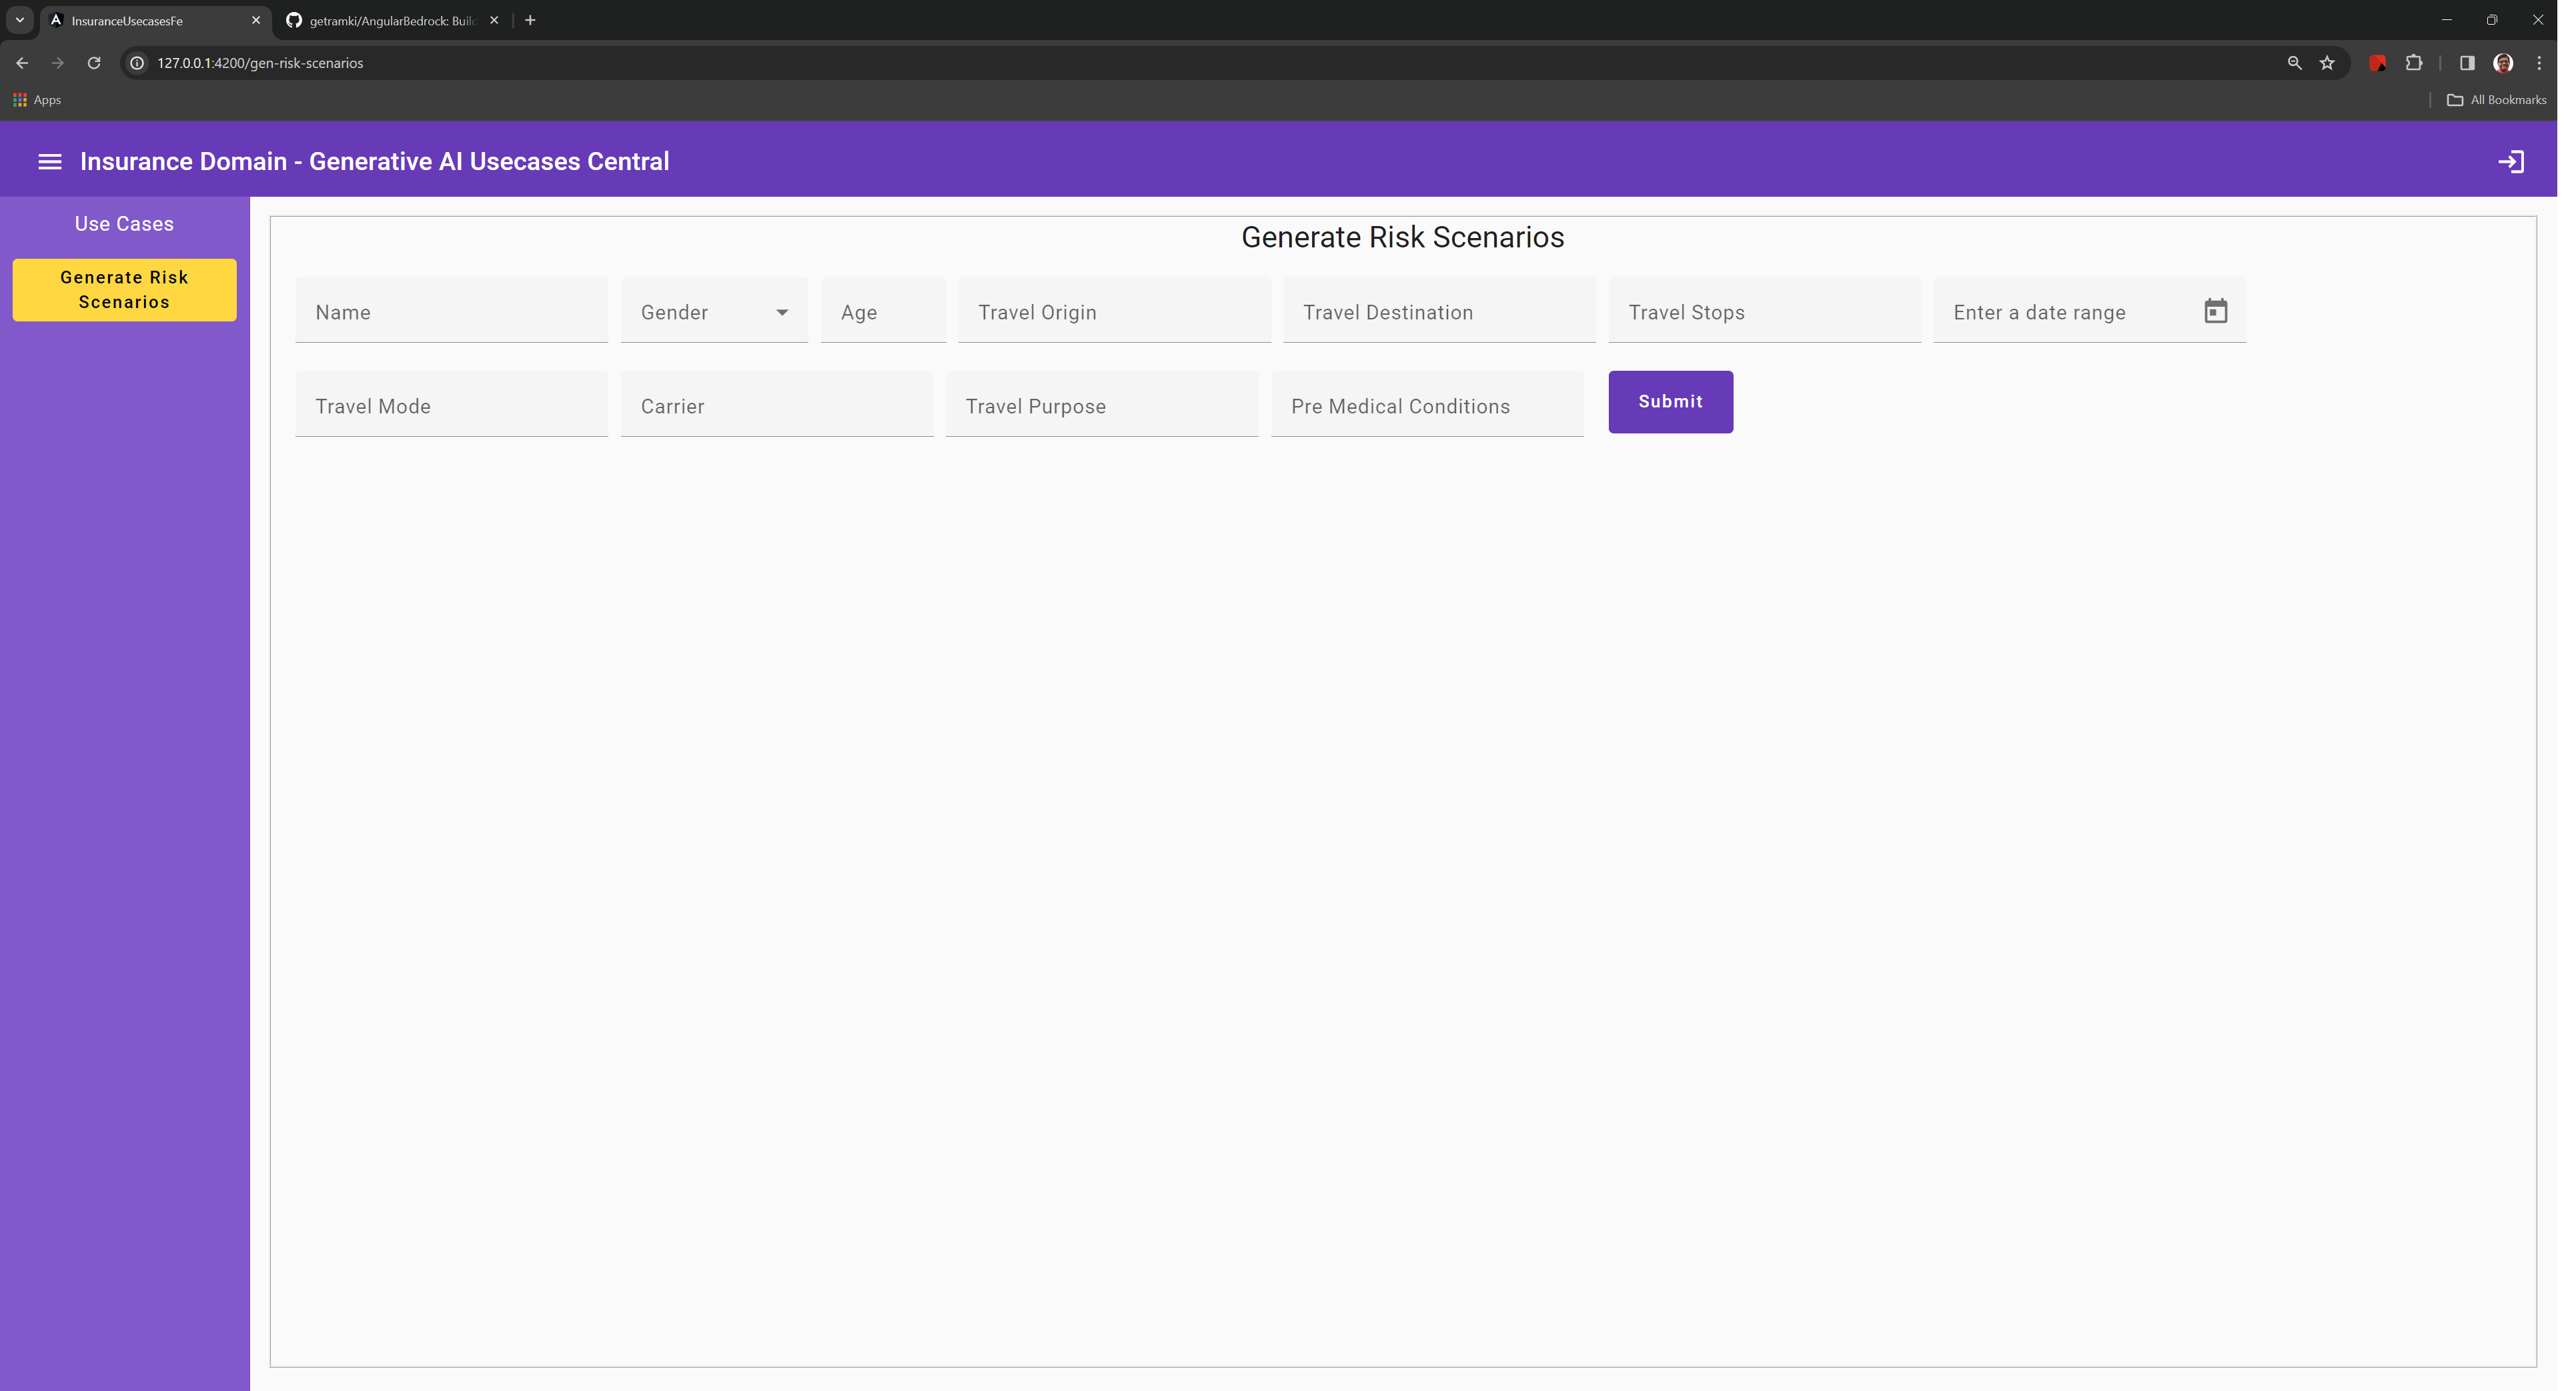 InsuranceUsecasesFe
getramki/AngularBedrock: Buil
127.0.0.1:4200/gen-risk-scenarios
Apps
All Bookmarks
Insurance Domain - Generative AI Usecases Central
Use Cases
Generate Risk
Scenarios
Generate Risk Scenarios
Name
Gender
Age
Travel Origin
Travel Destination
Travel Stops
Enter a date range
Travel Mode
Carrier
Travel Purpose
Pre Medical Conditions
Submit